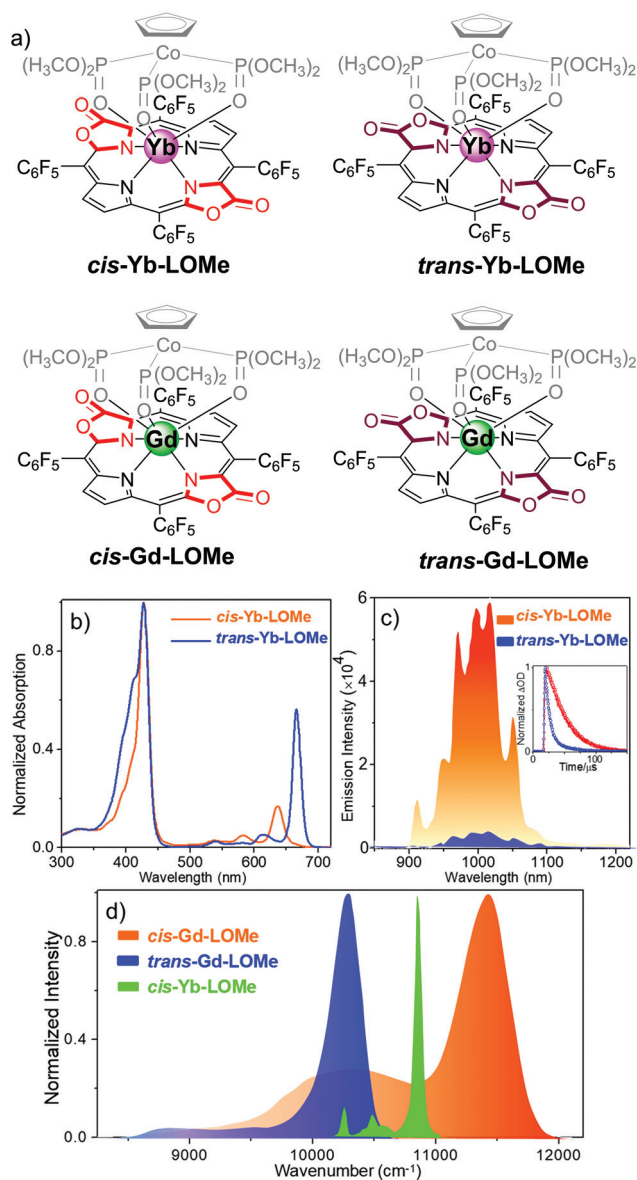 a)
Co
(H3CO)2P
P(OCH3)2
P(OCH3)2
O
O
O
C6F5
O
O
N
Yb
N
C6F5
C6F5
N
N
O
O
C6F5
cis-Yb-LOMe
Co
(H3CO)2P
P(OCH3)2
P(OCH3)2
O
O
O
C6F5
O
O
N
Yb
N
C6F5
C6F5
N
N
O
O
C6F5
trans-Yb-LOMe
Co
(H3CO)2P
P(OCH3)2
P(OCH3)2
O
O
O
C6F5
O
O
N
Gd
N
C6F5
C6F5
N
N
O
O
C6F5
cis-Gd-LOMe
Co
(H3CO)2P
P(OCH3)2
P(OCH3)2
O
O
O
C6F5
O
O
N
Gd
N
C6F5
C6F5
N
N
O
O
C6F5
trans-Gd-LOMe
b)
cis-Yb-LOMe
trans-Yb-LOMe
Normalized Absorption
0.8
0.4
0.0
300 400 500 600 700
Wavelength (nm)
c)
cis-Yb-LOMe
trans-Yb-LOMe
Emission Intensity (×10⁴)
6
4
2
0
900 1000 1100 1200
Wavelength (nm)
Normalized ΔOD
1
0
0 100
Time/μs
d)
cis-Gd-LOMe
trans-Gd-LOMe
cis-Yb-LOMe
Normalized Intensity
0.8
0.4
0.0
9000 10000 11000 12000
Wavenumber (cm⁻¹)